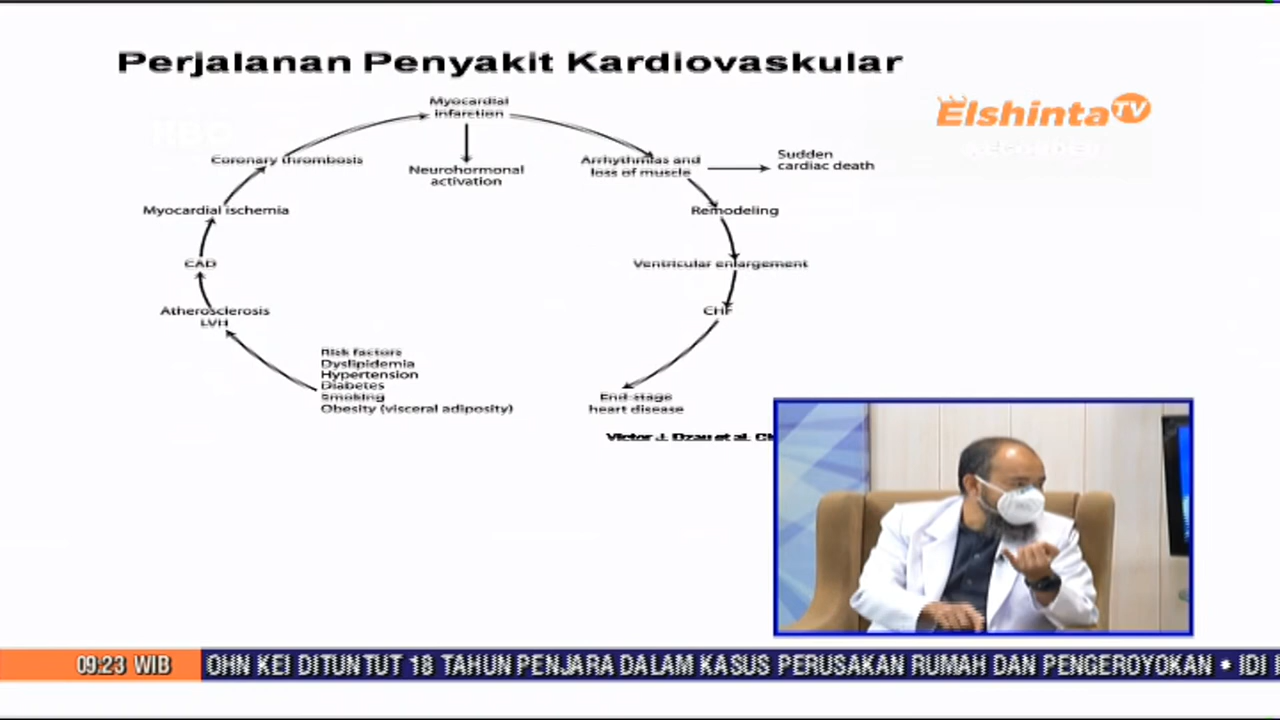 Perjalanan Penyakit Kardiovaskular
Elshinta TV
Myocardial
infarction
Coronary thrombosis
Neurohormonal
activation
Arrhythmias and
loss of muscle
Sudden
cardiac death
Myocardial ischemia
Remodeling
CAD
Ventricular enlargement
Atherosclerosis
LVH
CHF
Risk factors
Dyslipidemia
Hypertension
Diabetes
Smoking
Obesity (visceral adiposity)
End-stage
heart disease
Victor J. Dzau et al.
09:23 WIB
OHN KEI DITUNTUT 18 TAHUN PENJARA DALAM KASUS PERUSAKAN RUMAH DAN PENGEROYOKAN • IDI